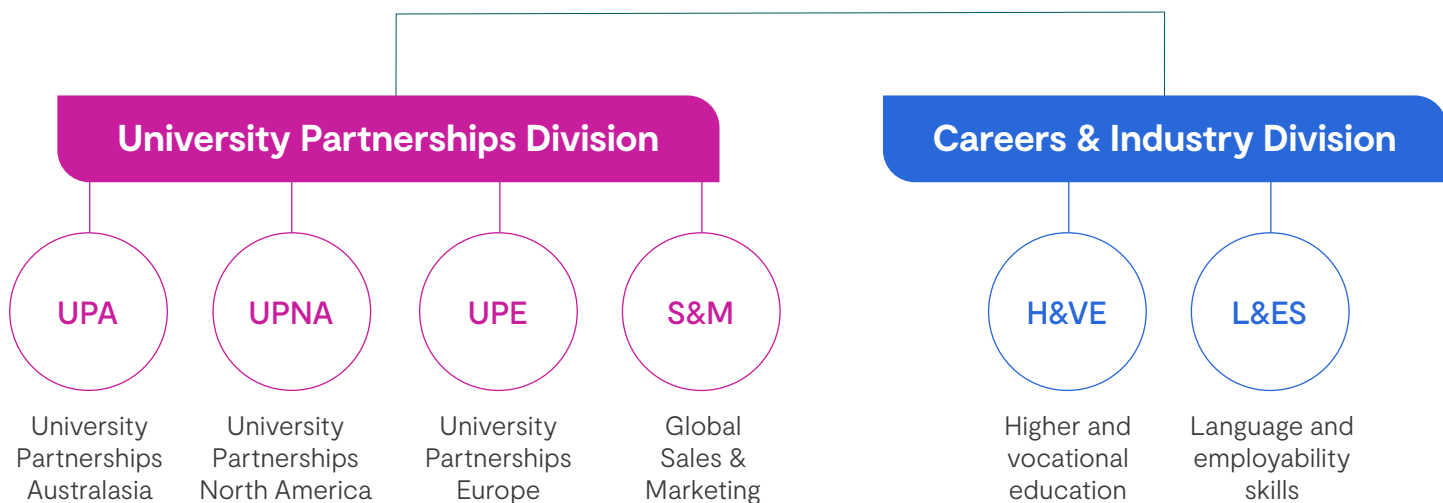 University Partnerships Division
Careers & Industry Division
UPA
UPNA
UPE
S&M
H&VE
L&ES
University
Partnerships
Australasia
University
Partnerships
North America
University
Partnerships
Europe
Global
Sales &
Marketing
Higher and
vocational
education
Language and
employability
skills